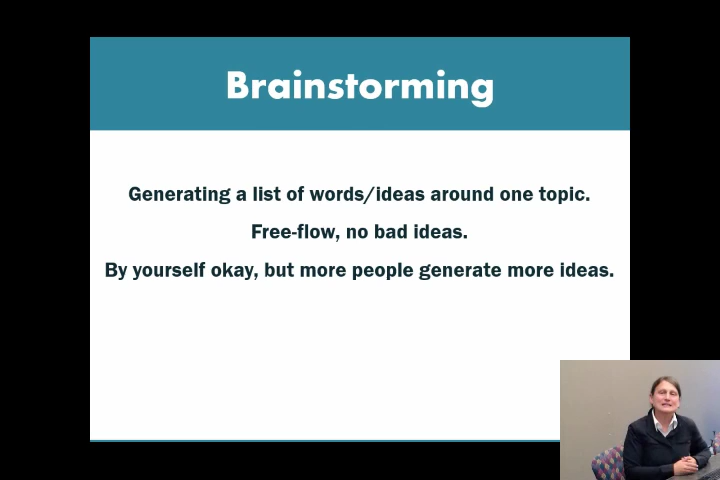 Brainstorming
Generating a list of words/ideas around one topic.
Free-flow, no bad ideas.
By yourself okay, but more people generate more ideas.